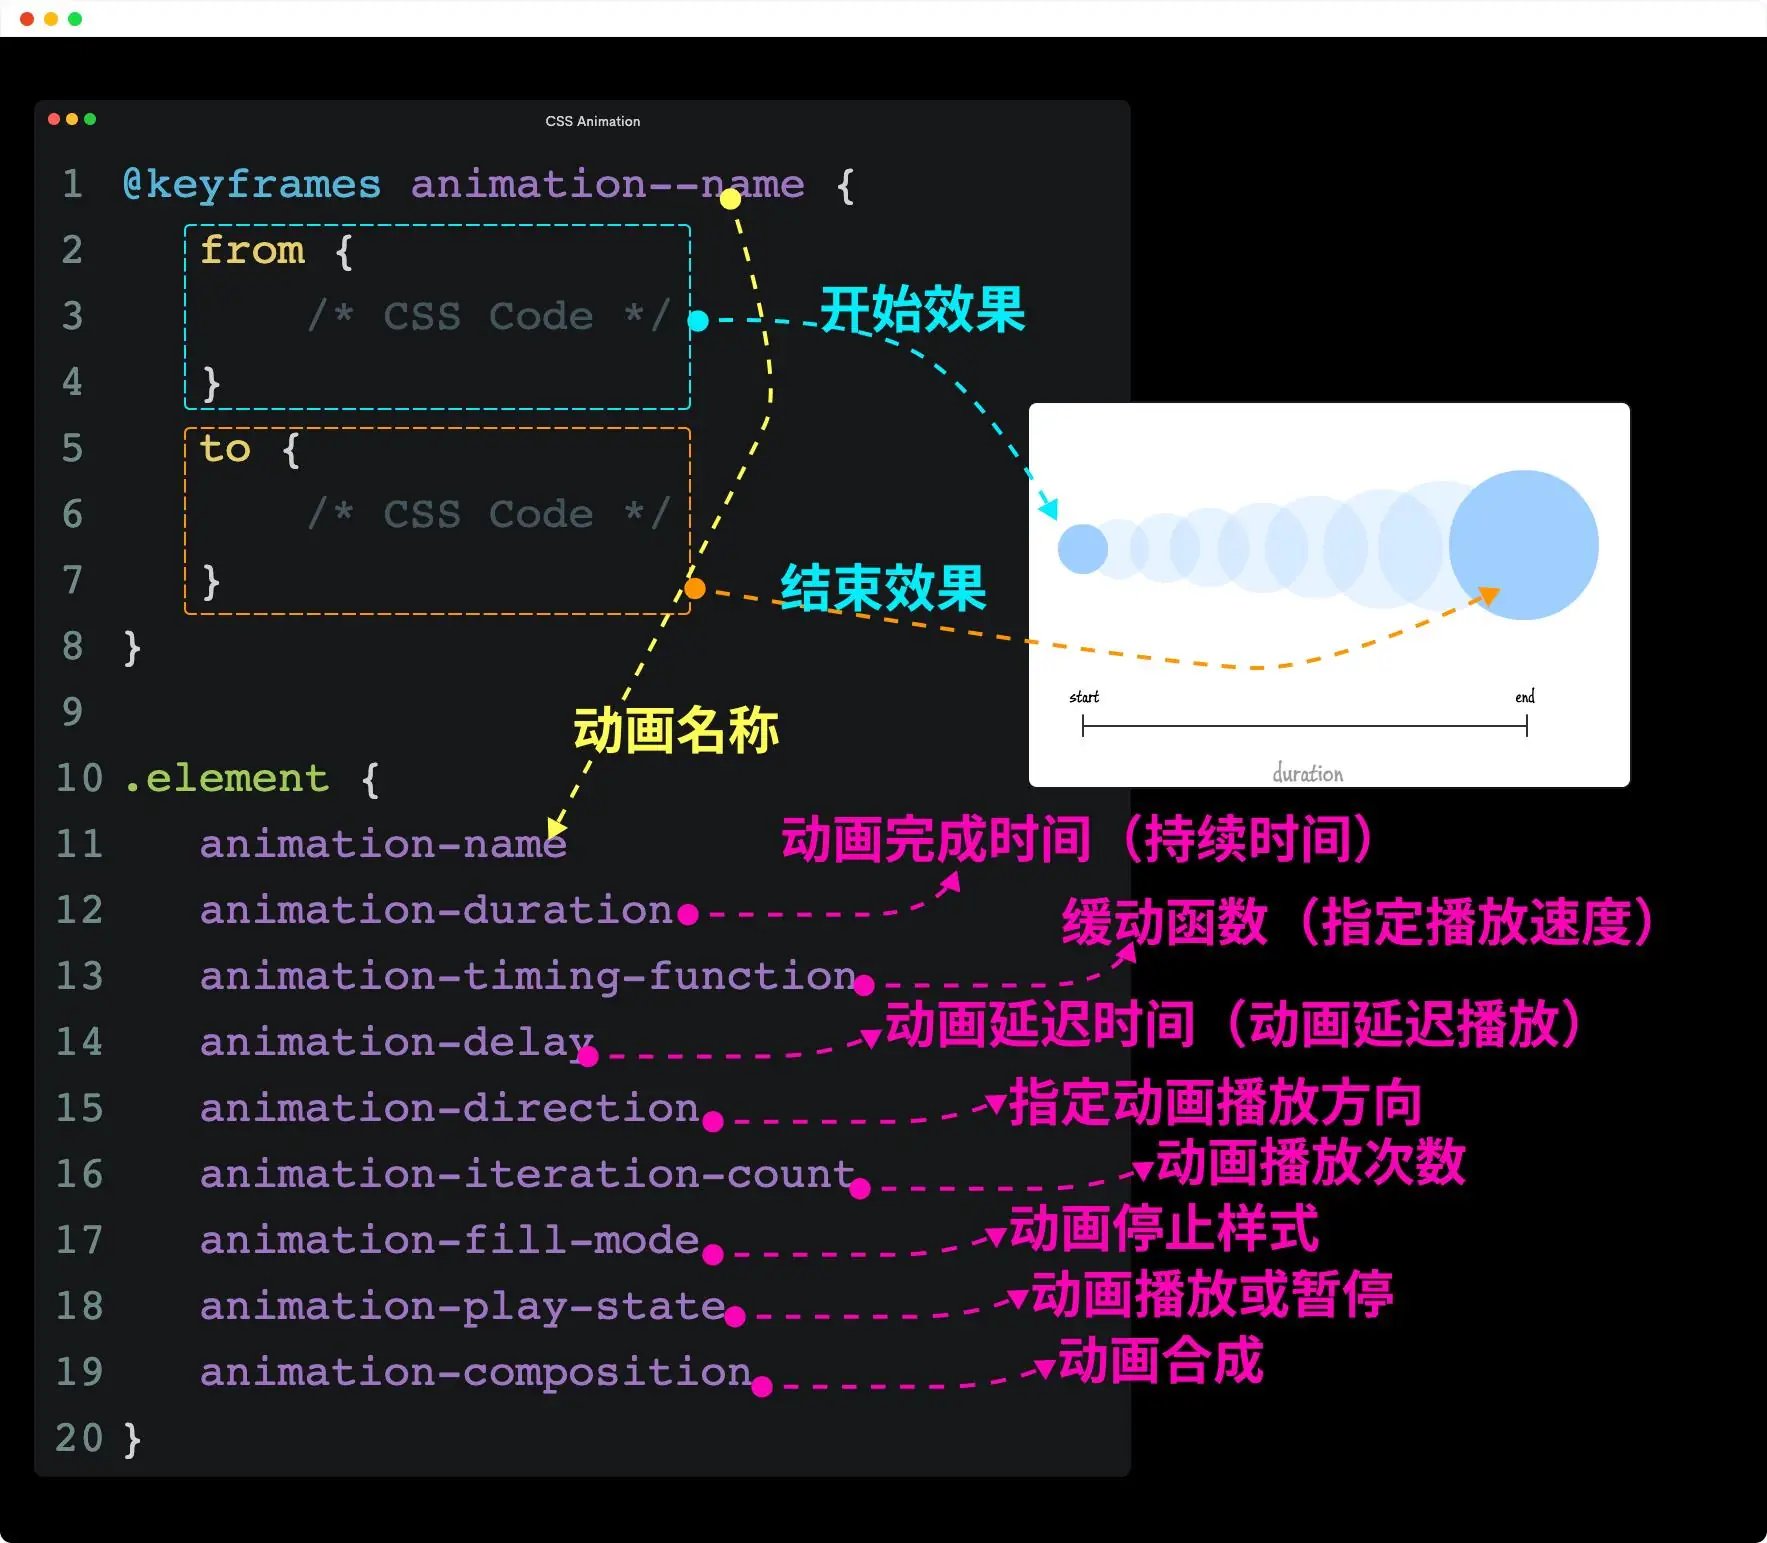 CSS Animation
1 @keyframes animation--name {
2 from {
3 /* CSS Code */
开始效果
4 }
5 to {
6 /* CSS Code */
7 }
结束效果
8 }
start end
9
动画名称
duration
10 .element {
11 animation-name
动画完成时间（持续时间）
12 animation-duration
缓动函数（指定播放速度）
13 animation-timing-function
动画延迟时间（动画延迟播放）
14 animation-delay
指定动画播放方向
15 animation-direction
动画播放次数
16 animation-iteration-count
动画停止样式
17 animation-fill-mode
动画播放或暂停
18 animation-play-state
动画合成
19 animation-composition
20 }